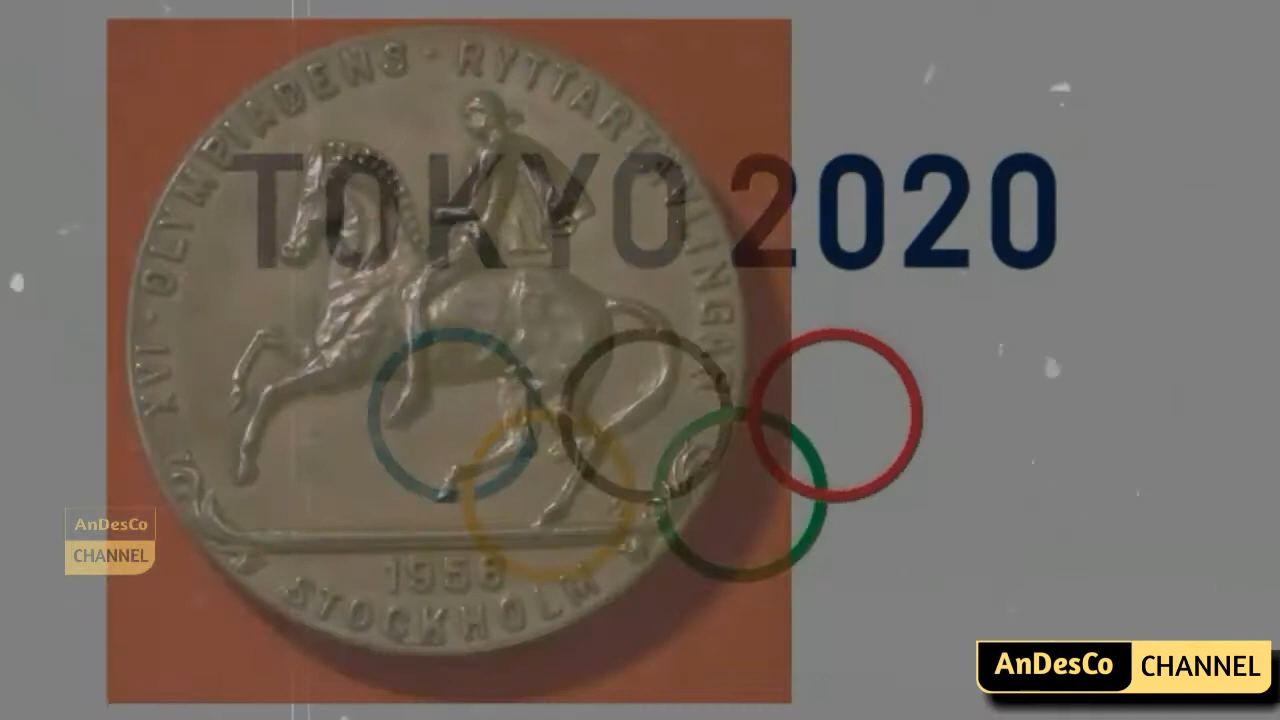 XVI · OLYMPIADENS · RYTTARTÄVLINGAR
TOKYO 2020
1956
STOCKHOLM
AnDesCo
CHANNEL
AnDesCo CHANNEL